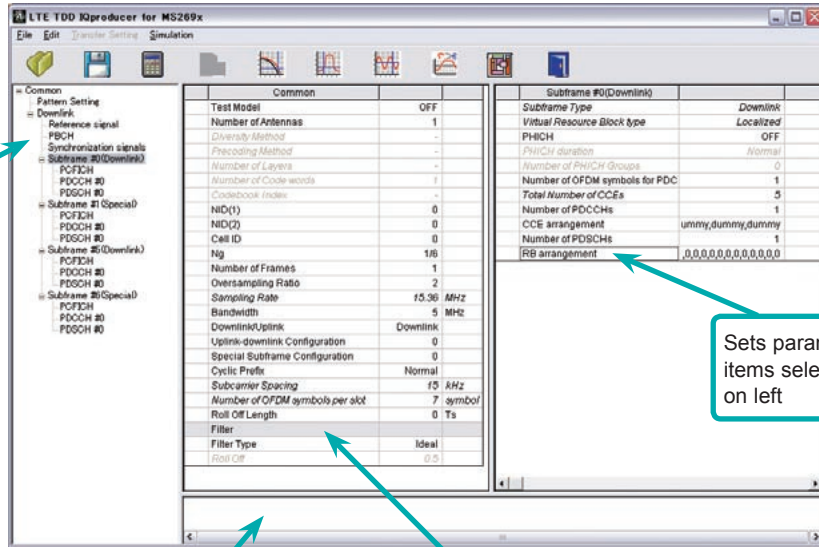 LTE TDD IQproducer for MS269x
File Edit Transfer Setting Simulation
Common
Pattern Setting
Downlink
Reference signal
PBCH
Synchronization signals
Subframe #0(Downlink)
PCFICH
PDCCH #0
PDSCH #0
Subframe #1(Special)
PCFICH
PDCCH #0
PDSCH #0
Subframe #5(Downlink)
PCFICH
PDCCH #0
PDSCH #0
Subframe #6(Special)
PCFICH
PDCCH #0
PDSCH #0
Common
Test Model OFF
Number of Antennas 1
Diversity Method -
Precoding Method -
Number of Layers -
Number of Code words 1
Codebook Index -
NID(1) 0
NID(2) 0
Cell ID 0
Ng 1/6
Number of Frames 1
Oversampling Ratio 2
Sampling Rate 15.36 MHz
Bandwidth 5 MHz
Downlink/Uplink Downlink
Uplink-downlink Configuration 0
Special Subframe Configuration 0
Cyclic Prefix Normal
Subcarrier Spacing 15 kHz
Number of OFDM symbols per slot 7 symbol
Roll Off Length 0 Ts
Filter
Filter Type Ideal
Roll Off 0.5
Subframe #0(Downlink)
Subframe Type Downlink
Virtual Resource Block type Localized
PHICH OFF
PHICH duration Normal
Number of PHICH Groups 0
Number of OFDM symbols for PDC 1
Total Number of CCEs 5
Number of PDCCHs 1
CCE arrangement ummy,dummy,dummy
Number of PDSCHs 1
RB arrangement ,0,0,0,0,0,0,0,0,0,0,0,0
Sets param
items selec
on left